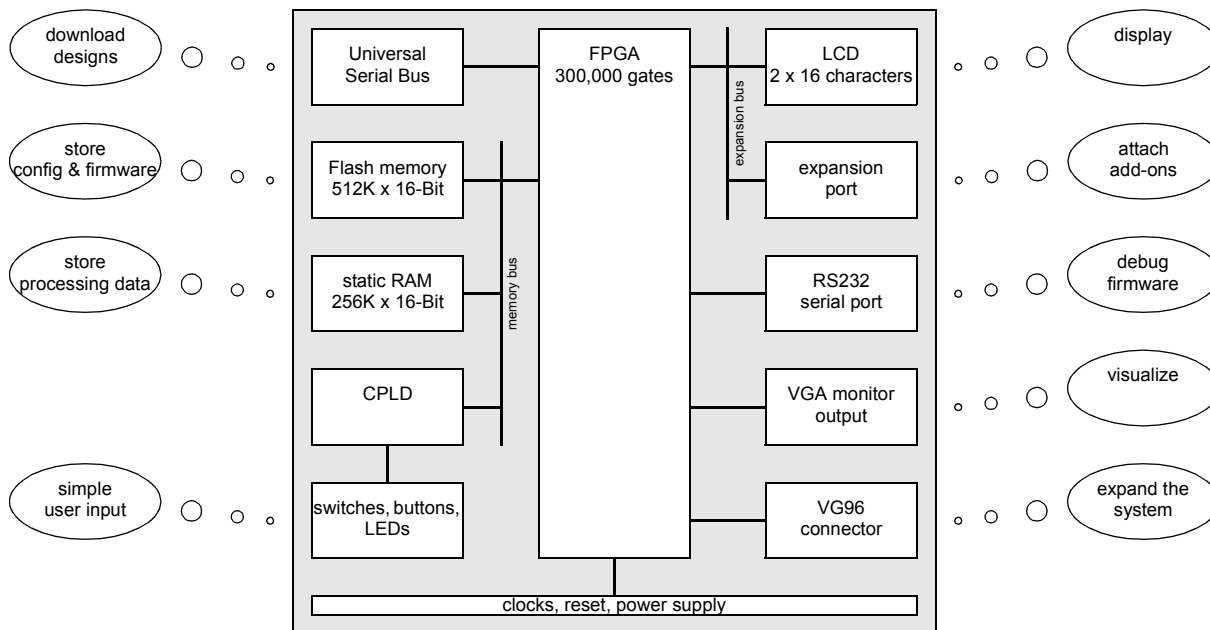 download
designs
Universal
Serial Bus
FPGA
300,000 gates
expansion bus
LCD
2 x 16 characters
display
store
config & firmware
Flash memory
512K x 16-Bit
expansion
port
attach
add-ons
store
processing data
static RAM
256K x 16-Bit
memory bus
RS232
serial port
debug
firmware
CPLD
VGA monitor
output
visualize
simple
user input
switches, buttons,
LEDs
VG96
connector
expand the
system
clocks, reset, power supply